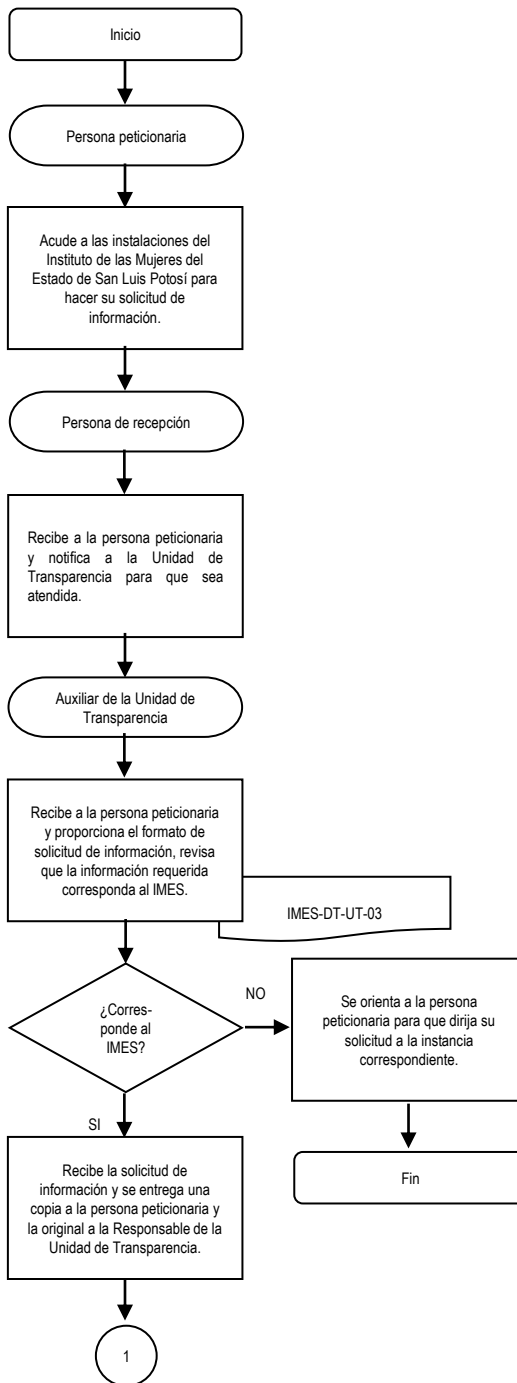 Inicio
Persona peticionaria
Acude a las instalaciones del
Instituto de las Mujeres del
Estado de San Luis Potosí para
hacer su solicitud de
información.
Persona de recepción
Recibe a la persona peticionaria
y notifica a la Unidad de
Transparencia para que sea
atendida.
Auxiliar de la Unidad de
Transparencia
Recibe a la persona peticionaria
y proporciona el formato de
solicitud de información, revisa
que la información requerida
corresponda al IMES.
IMES-DT-UT-03
¿Corres-
ponde al
IMES?
NO
Se orienta a la persona
peticionaria para que dirija su
solicitud a la instancia
correspondiente.
Fin
SI
Recibe la solicitud de
información y se entrega una
copia a la persona peticionaria y
la original a la Responsable de la
Unidad de Transparencia.
1